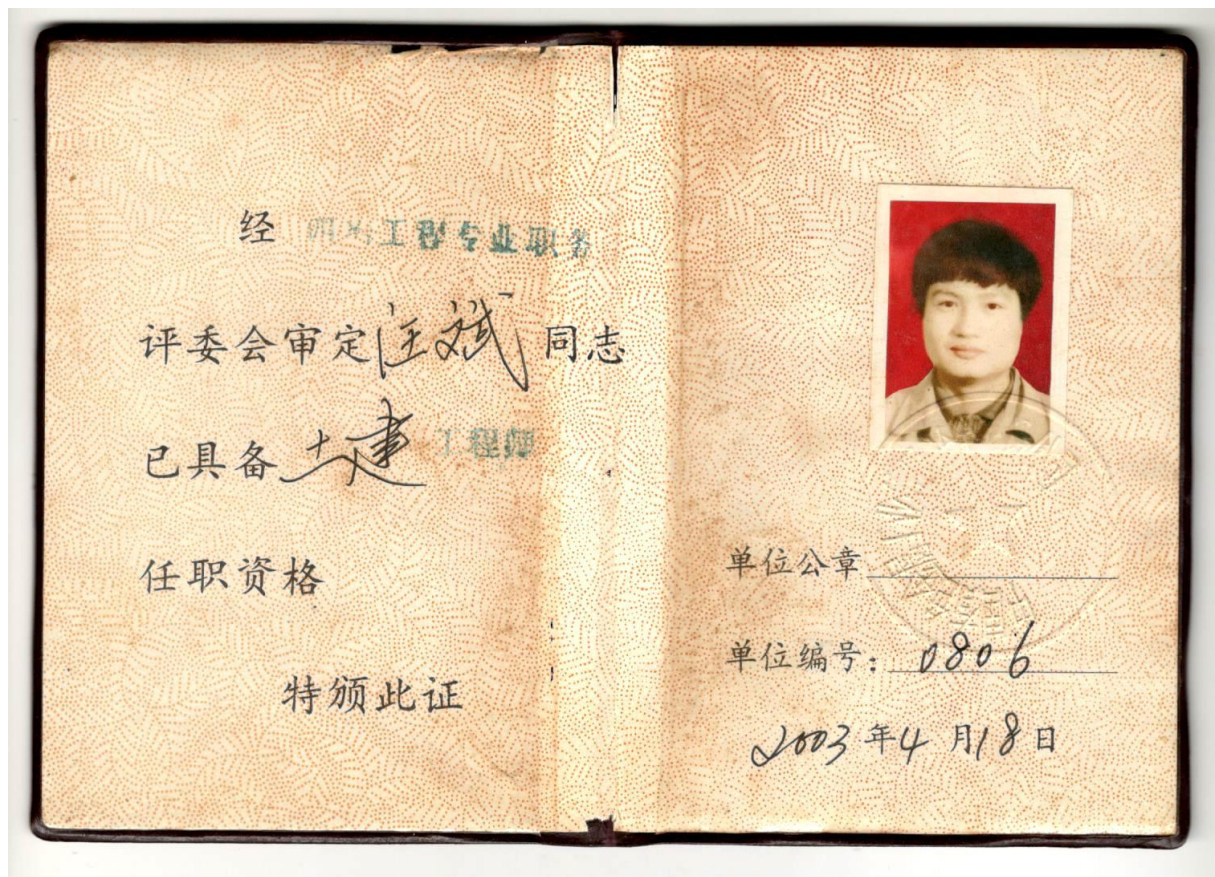 经 工程专业职务
评委会审定汪斌同志
已具备 土建 工程师
任职资格
特颁此证
单位公章
单位编号: 0806
2003年4月18日